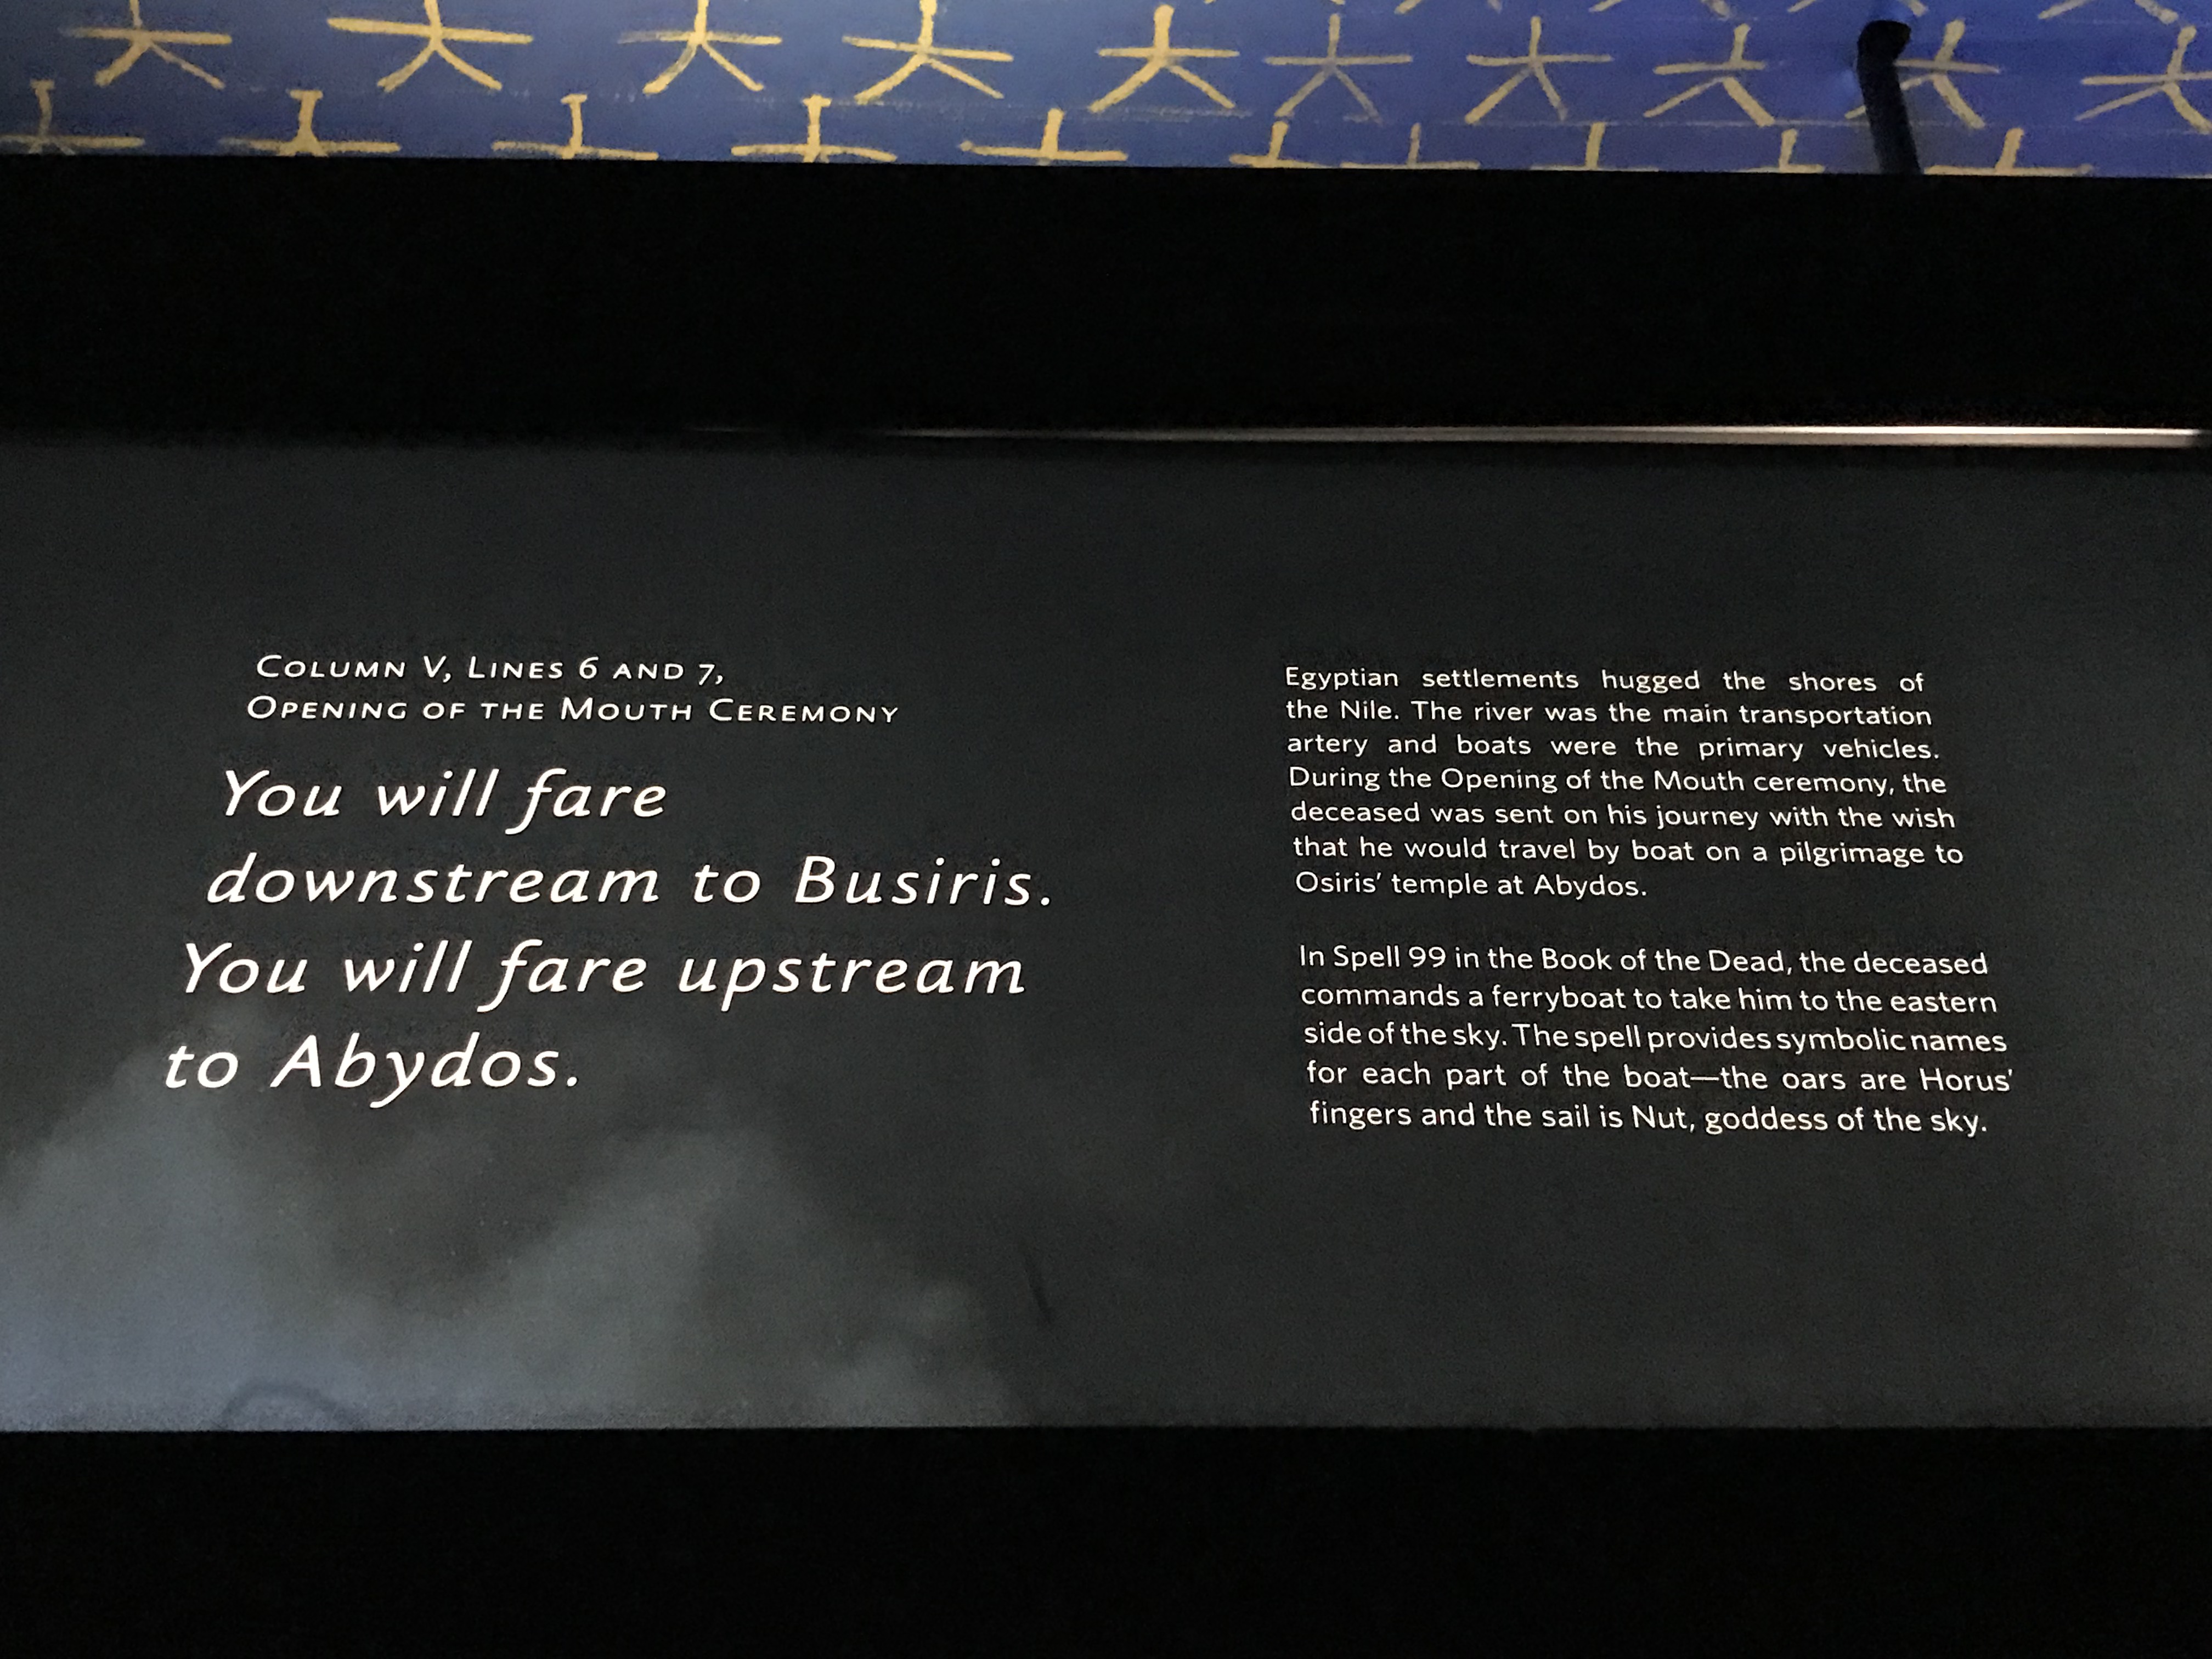 COLUMN V, LINES 6 AND 7,
OPENING OF THE MOUTH CEREMONY
You will fare
downstream to Busiris.
You will fare upstream
to Abydos.
Egyptian settlements hugged the shores of
the Nile. The river was the main transportation
artery and boats were the primary vehicles.
During the Opening of the Mouth ceremony, the
deceased was sent on his journey with the wish
that he would travel by boat on a pilgrimage to
Osiris’ temple at Abydos.
In Spell 99 in the Book of the Dead, the deceased
commands a ferryboat to take him to the eastern
side of the sky. The spell provides symbolic names
for each part of the boat—the oars are Horus’
fingers and the sail is Nut, goddess of the sky.